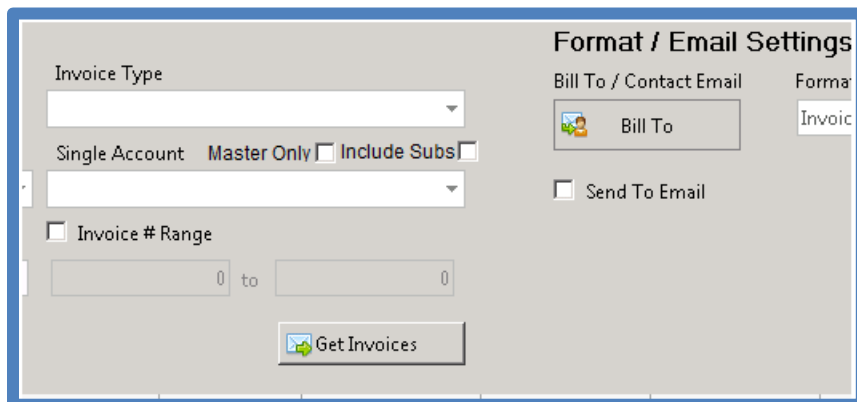 Format / Email Settings
Invoice Type
Bill To / Contact Email
Bill To
Single Account Master Only Include Subs
Send To Email
Invoice # Range
0 to 0
Get Invoices